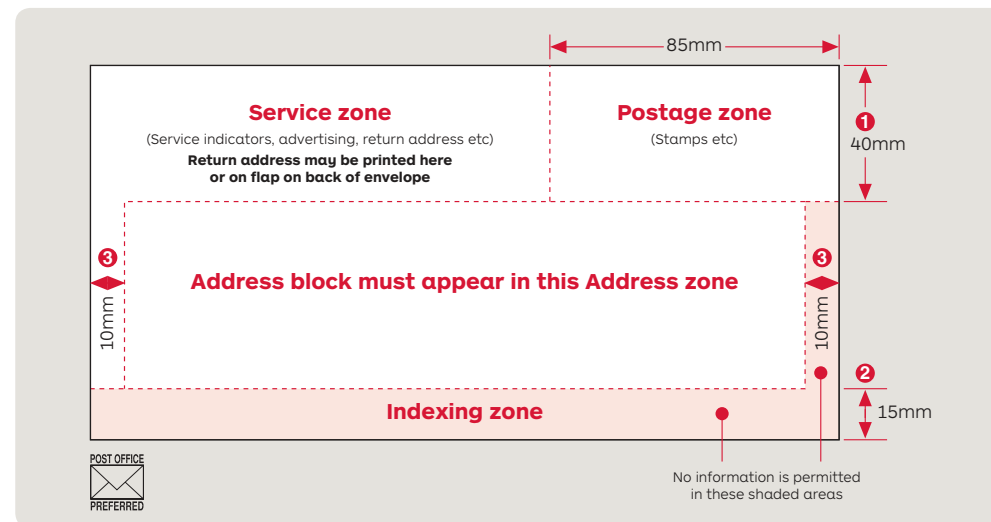 85mm
Service zone
(Service indicators, advertising, return address etc)
Return address may be printed here
or on flap on back of envelope
Postage zone
(Stamps etc)
1
40mm
3
10mm
Address block must appear in this Address zone
3
10mm
2
15mm
Indexing zone
No information is permitted
in these shaded areas
POST OFFICE
PREFERRED